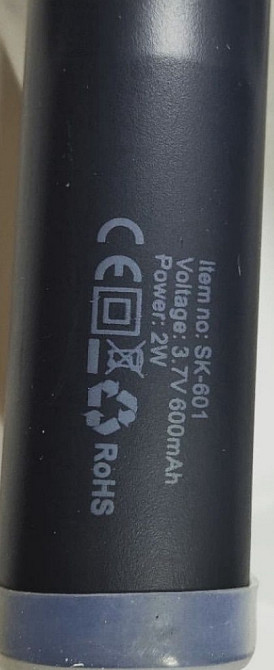 Item no: SK-601
Voltage: 3.7V 600mAh
Power: 2W
CE RoHS